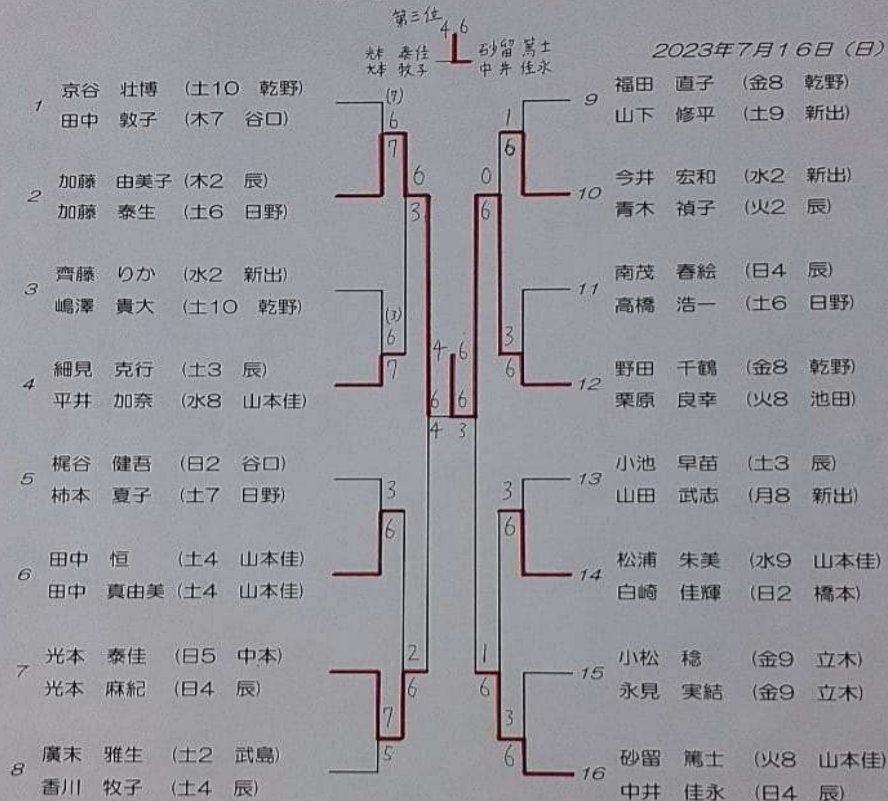 第三位
4 6
光本 泰佳
大本 牧子
砂留 篤士
中井 佳永
2023年7月16日（日）
1
京谷 壮博 (土10 乾野)
田中 敦子 (木7 谷口)
2
加藤 由美子 (木2 辰)
加藤 泰生 (土6 日野)
3
齊藤 りか (水2 新出)
嶋澤 貴大 (土10 乾野)
4
細見 克行 (土3 辰)
平井 加奈 (水8 山本佳)
5
梶谷 健吾 (日2 谷口)
柿本 夏子 (土7 日野)
6
田中 恒 (土4 山本佳)
田中 真由美 (土4 山本佳)
7
光本 泰佳 (日5 中本)
光本 麻紀 (日4 辰)
8
廣末 雅生 (土2 武島)
香川 牧子 (土4 辰)
(7)
6
7
6
3
(3)
6
7
4 6
6 6
4 3
3
6
2
6
7
5
1
6
0
6
3
6
3
6
1
6
3
6
9
福田 直子 (金8 乾野)
山下 修平 (土9 新出)
10
今井 宏和 (水2 新出)
青木 禎子 (火2 辰)
11
南茂 春絵 (日4 辰)
高橋 浩一 (土6 日野)
12
野田 千鶴 (金8 乾野)
栗原 良幸 (火8 池田)
13
小池 早苗 (土3 辰)
山田 武志 (月8 新出)
14
松浦 朱美 (水9 山本佳)
白崎 佳輝 (日2 橋本)
15
小松 稔 (金9 立木)
永見 実結 (金9 立木)
16
砂留 篤士 (火8 山本佳)
中井 佳永 (日4 辰)